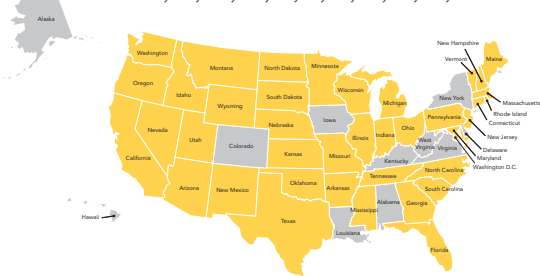 Alaska
New Hampshire
Vermont
Maine
Washington
Montana
North Dakota
Minnesota
Oregon
Idaho
Wyoming
South Dakota
Wisconsin
Michigan
New York
Massachusetts
Rhode Island
Connecticut
Nevada
Utah
Colorado
Nebraska
Iowa
Illinois
Indiana
Ohio
Pennsylvania
New Jersey
California
Kansas
Missouri
Kentucky
West
Virginia
Virginia
Delaware
Maryland
Washington D.C.
Arizona
New Mexico
Oklahoma
Arkansas
Tennessee
North Carolina
South Carolina
Hawaii
Texas
Louisiana
Mississippi
Alabama
Georgia
Florida